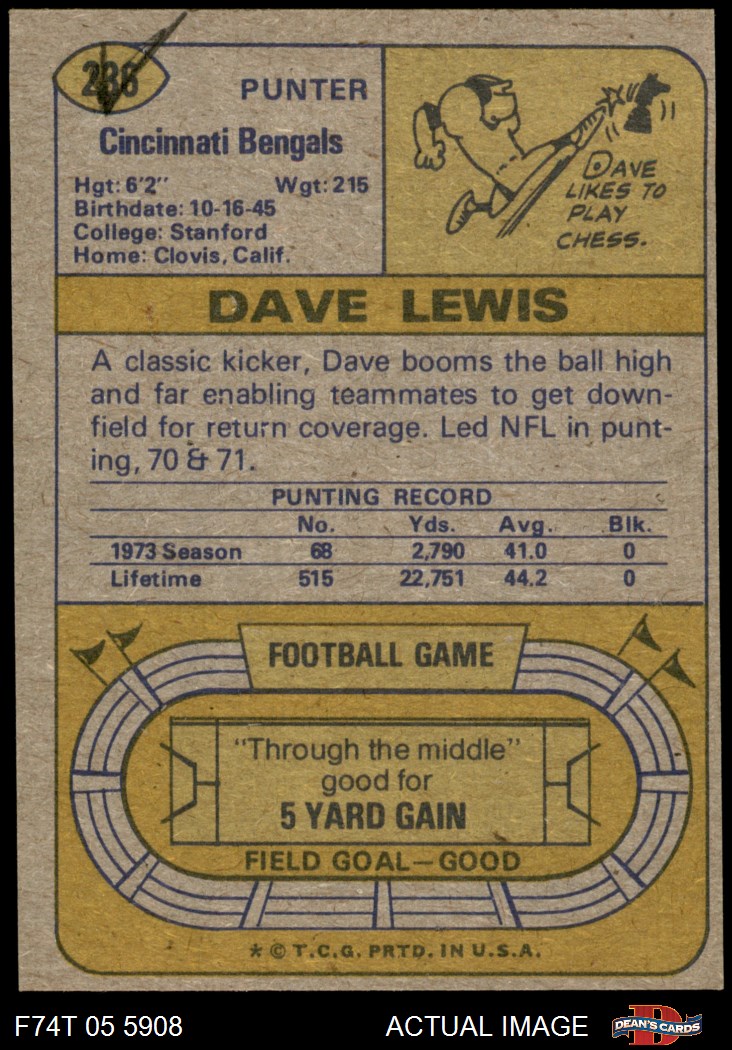 286
PUNTER
Cincinnati Bengals
Hgt: 6'2" Wgt: 215
Birthdate: 10-16-45
College: Stanford
Home: Clovis, Calif.
DAVE
LIKES TO
PLAY
CHESS.
DAVE LEWIS
A classic kicker, Dave booms the ball high
and far enabling teammates to get down-
field for return coverage. Led NFL in punt-
ing, 70 & 71.
PUNTING RECORD
No. Yds. Avg. Blk.
1973 Season 68 2,790 41.0 0
Lifetime 515 22,751 44.2 0
FOOTBALL GAME
"Through the middle"
good for
5 YARD GAIN
FIELD GOAL—GOOD
* © T.C.G. PRTD. IN U.S.A.
F74T 05 5908 ACTUAL IMAGE
D
DEAN'S CARDS